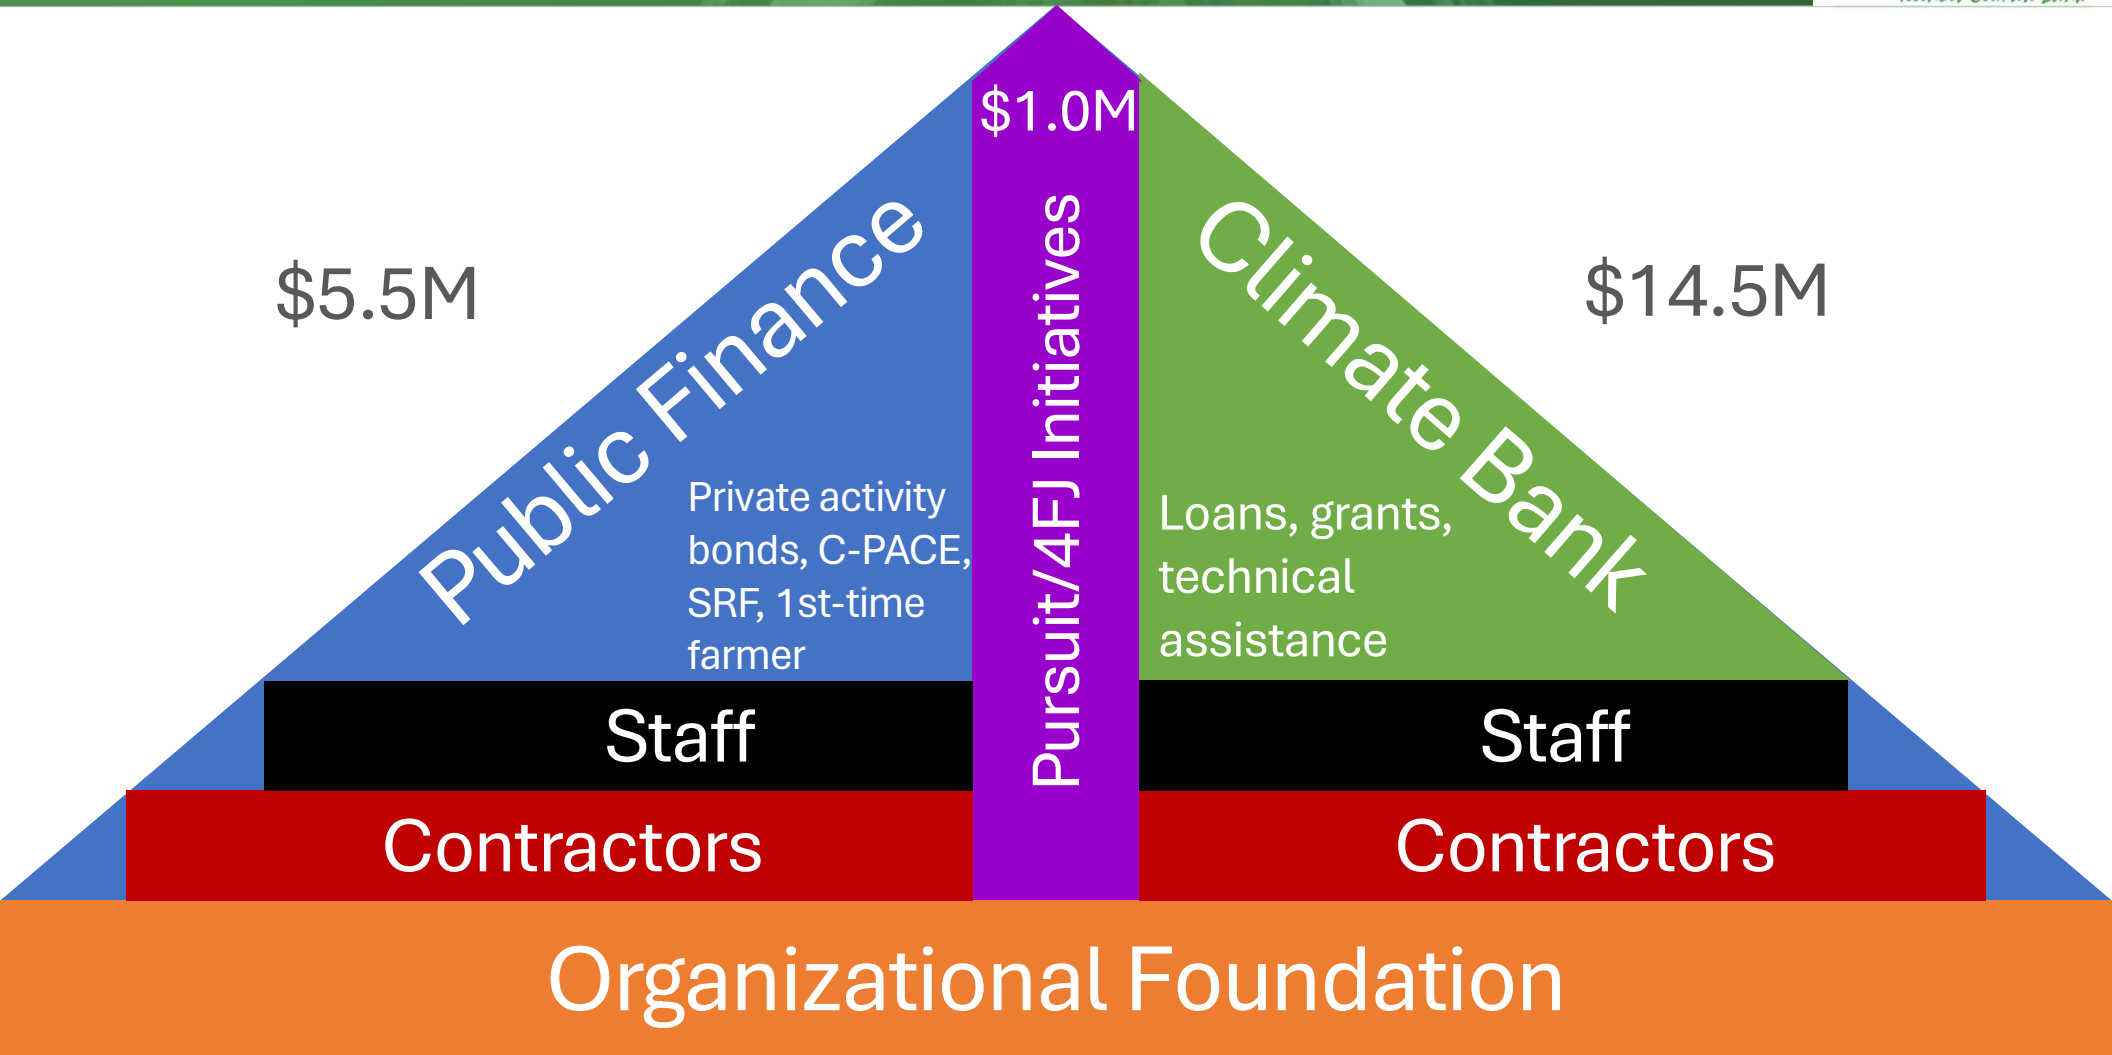 $1.0M
$5.5M
$14.5M
Public Finance
Pursuit/4FJ Initiatives
Climate Bank
Private activity
bonds, C-PACE,
SRF, 1st-time
farmer
Loans, grants,
technical
assistance
Staff
Staff
Contractors
Contractors
Organizational Foundation